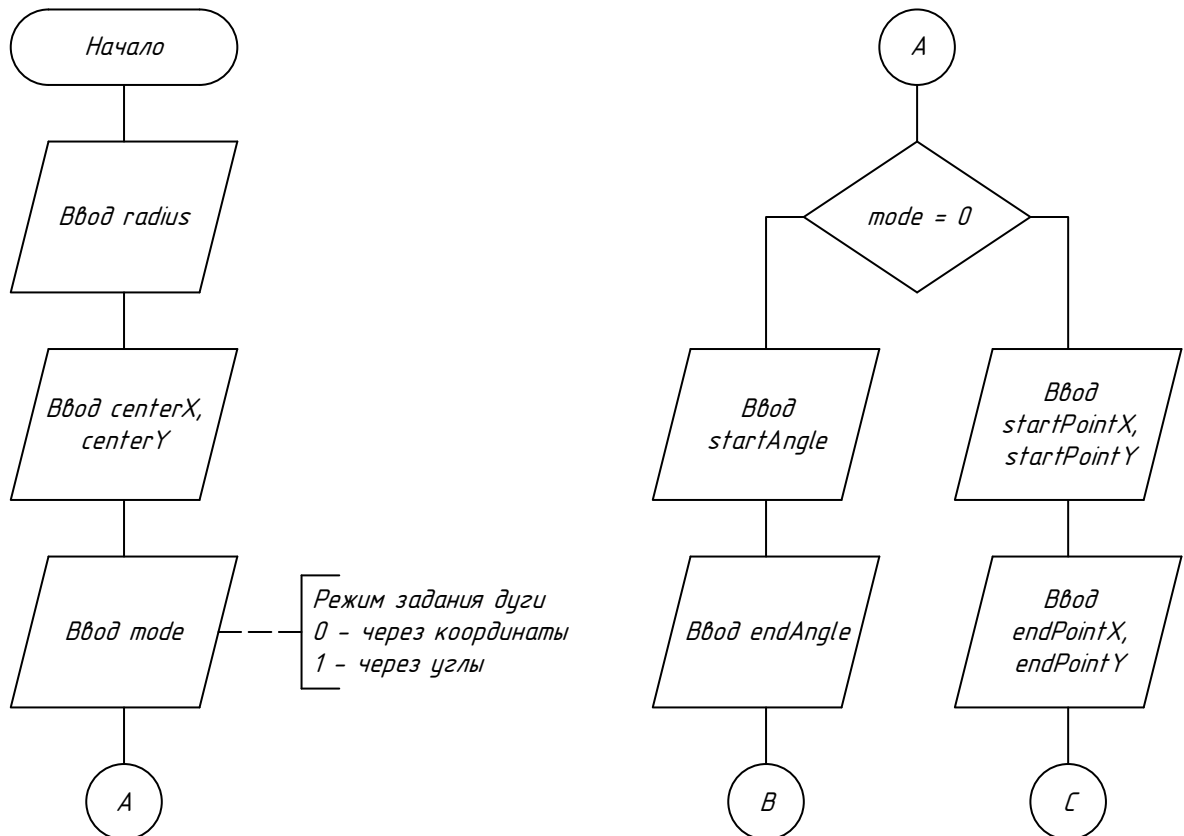 Начало
Ввод radius
Ввод centerX,
centerY
Ввод mode
Режим задания дуги
0 - через координаты
1 - через углы
A
A
mode = 0
Ввод
startAngle
Ввод endAngle
B
Ввод
startPointX,
startPointY
Ввод
endPointX,
endPointY
C